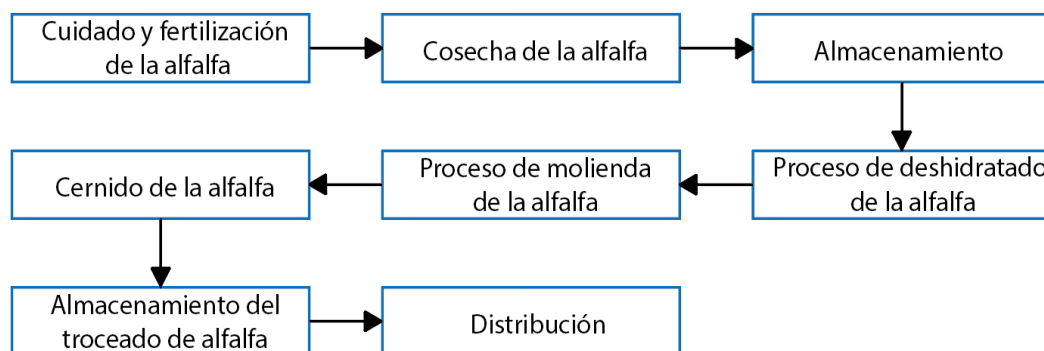 Cuidado y fertilización
de la alfalfa
Cosecha de la alfalfa
Almacenamiento
Proceso de deshidratado
de la alfalfa
Proceso de molienda
de la alfalfa
Cernido de la alfalfa
Almacenamiento del
troceado de alfalfa
Distribución